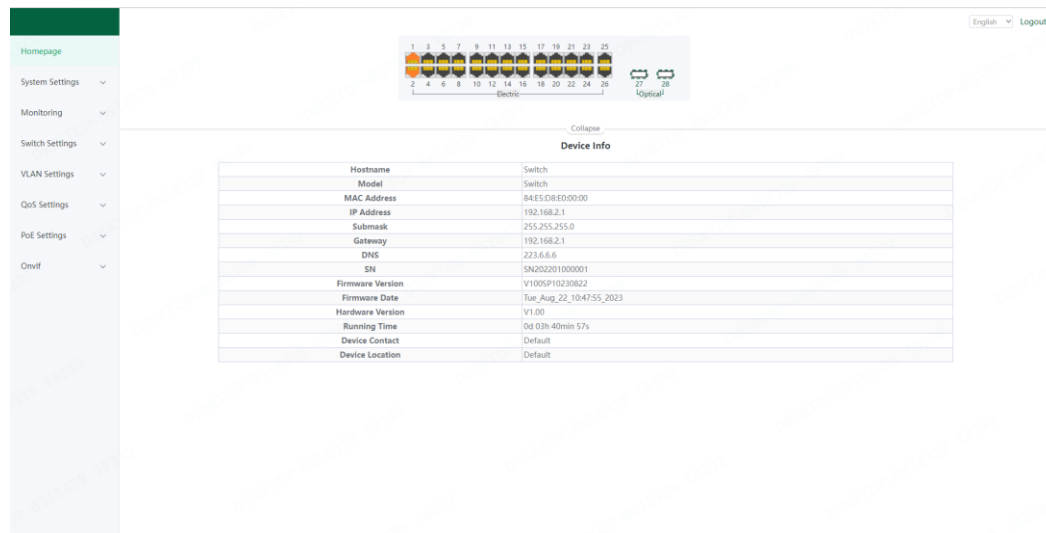 English Logout
Homepage
System Settings
Monitoring
Switch Settings
VLAN Settings
QoS Settings
PoE Settings
Onvif
1 3 5 7 9 11 13 15 17 19 21 23 25
2 4 6 8 10 12 14 16 18 20 22 24 26 27 28
Electric Optical
Collapse
Device Info
Hostname Switch
Model Switch
MAC Address 84:E5:D8:E0:00:00
IP Address 192.168.2.1
Submask 255.255.255.0
Gateway 192.168.2.1
DNS 223.6.6.6
SN SN202201000001
Firmware Version V100SP10230822
Firmware Date Tue_Aug_22_10:47:55_2023
Hardware Version V1.00
Running Time 0d 03h 40min 57s
Device Contact Default
Device Location Default